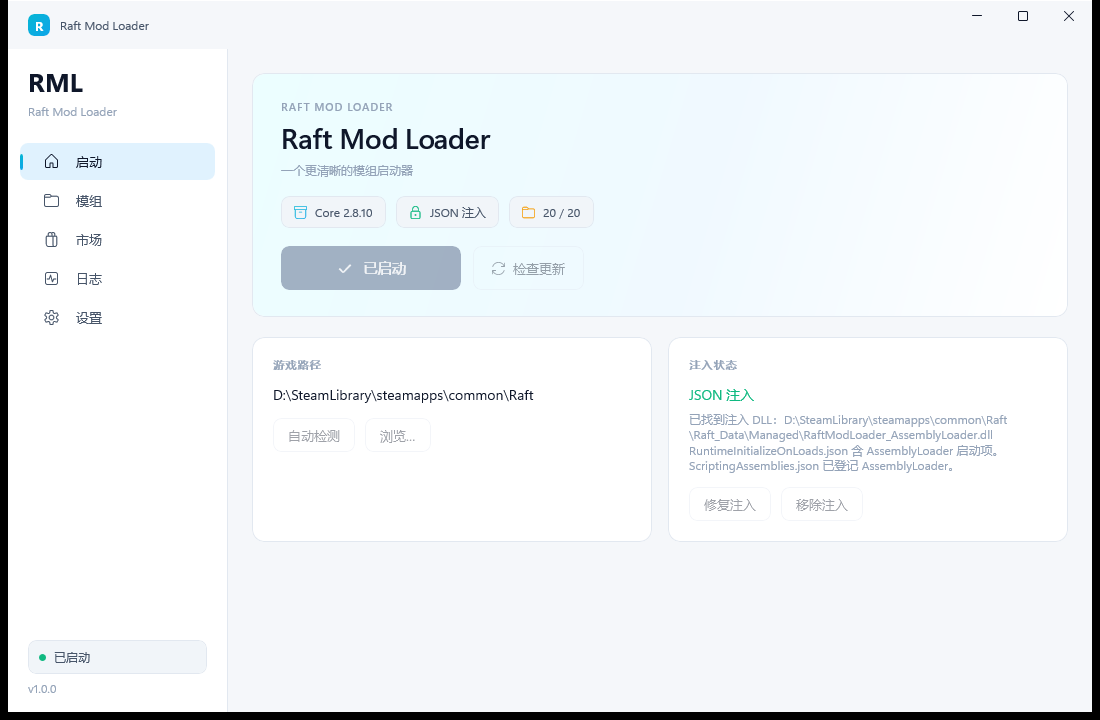 R Raft Mod Loader
RML
Raft Mod Loader
启动
模组
市场
日志
设置
RAFT MOD LOADER
Raft Mod Loader
一个更清晰的模组启动器
Core 2.8.10 JSON 注入 20 / 20
已启动 检查更新
游戏路径
D:\SteamLibrary\steamapps\common\Raft
自动检测 浏览...
注入状态
JSON 注入
已找到注入 DLL：D:\SteamLibrary\steamapps\common\Raft
\Raft_Data\Managed\RaftModLoader_AssemblyLoader.dll
RuntimeInitializeOnLoads.json 含 AssemblyLoader 启动项。
ScriptingAssemblies.json 已登记 AssemblyLoader。
修复注入 移除注入
已启动
v1.0.0